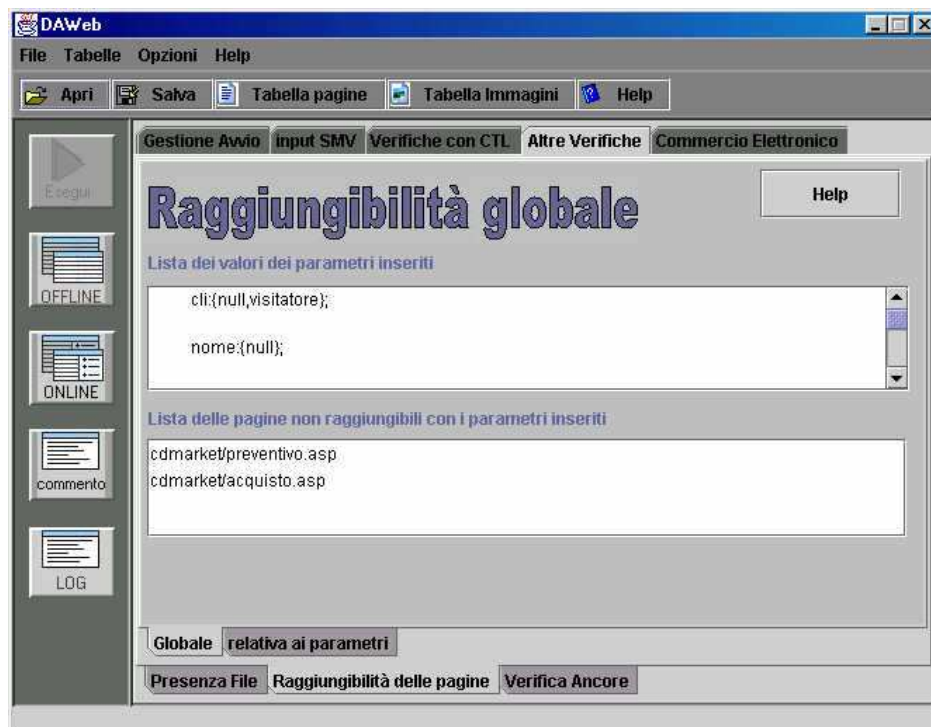 DAWeb
File Tabelle Opzioni Help
Apri Salva Tabella pagine Tabella Immagini Help
Gestione Avvio input SMV Verifiche con CTL Altre Verifiche Commercio Elettronico
Esegui
Raggiungibilità globale
Help
Lista dei valori dei parametri inseriti
OFFLINE
cli:{null,visitatore};
nome:{null};
ONLINE
Lista delle pagine non raggiungibili con i parametri inseriti
cdmarket/preventivo.asp
cdmarket/acquisto.asp
commento
LOG
Globale relativa ai parametri
Presenza File Raggiungibilità delle pagine Verifica Ancore